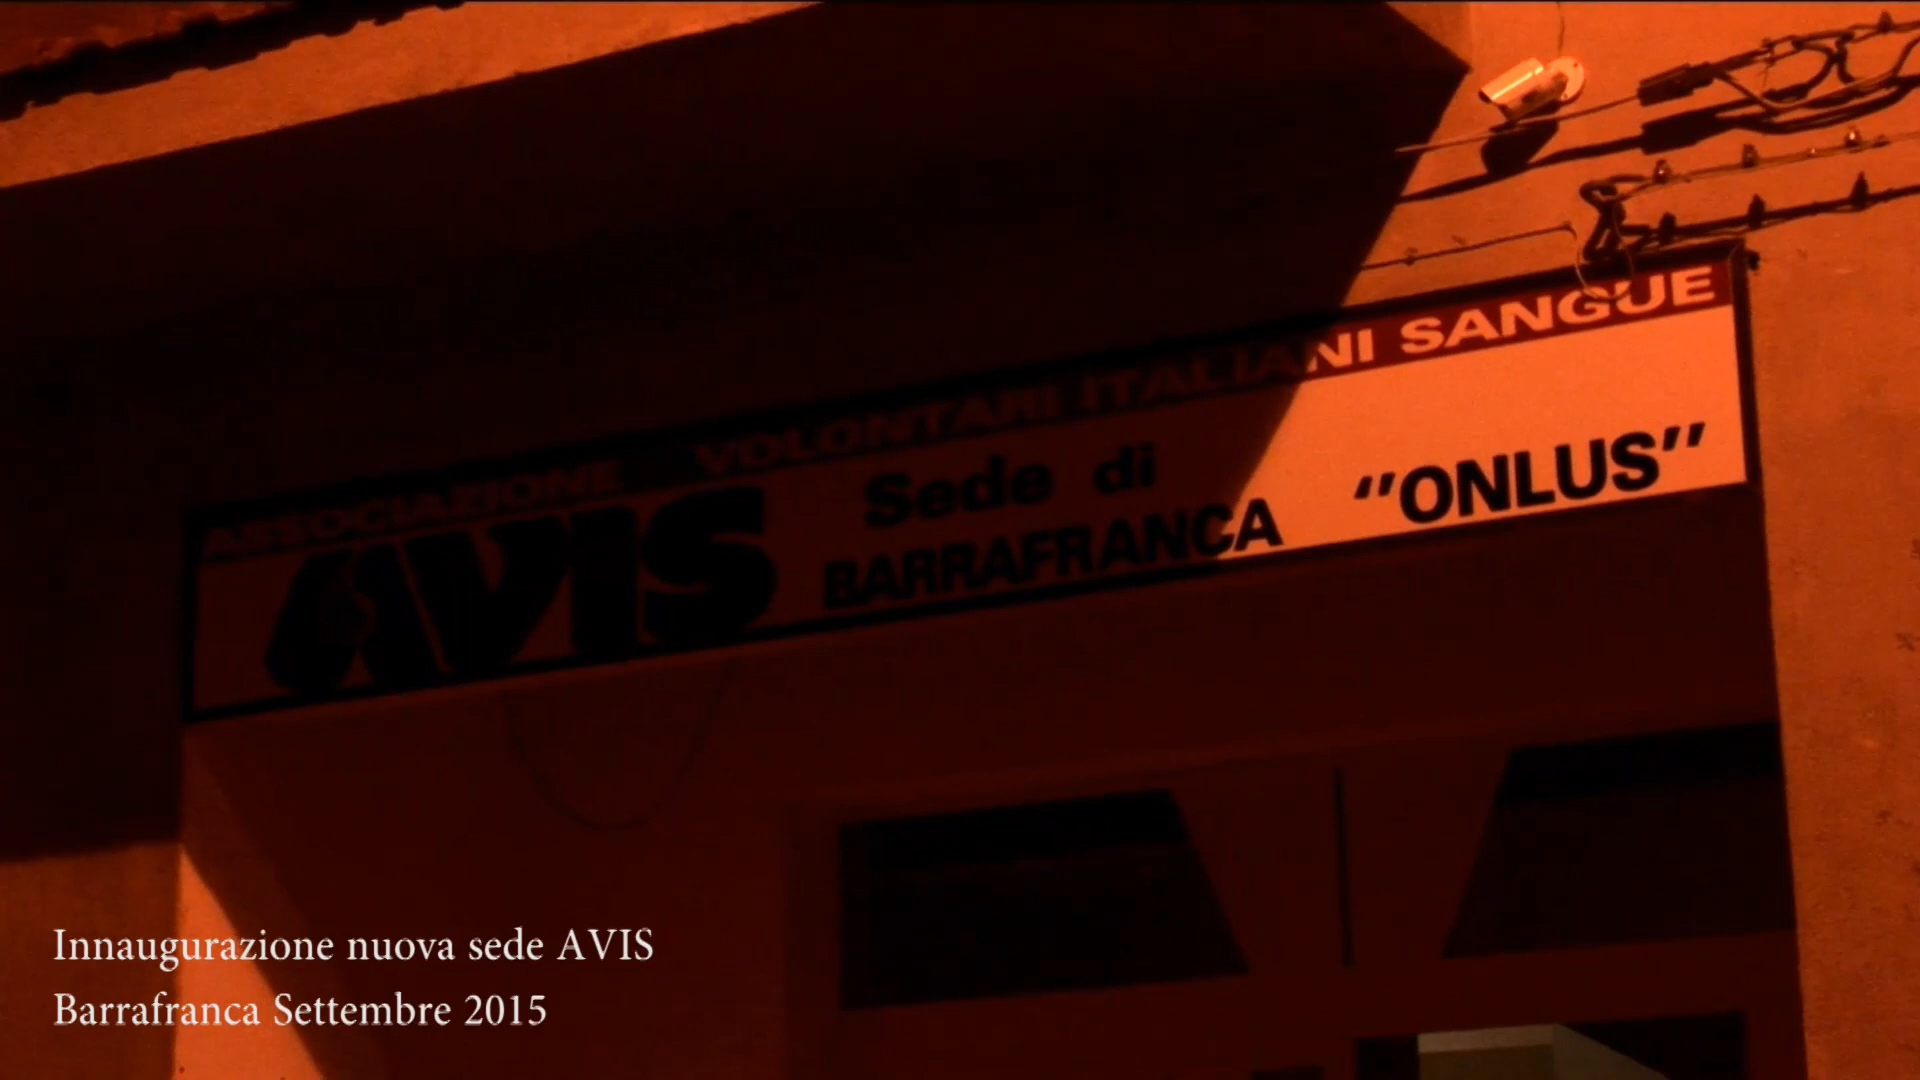 ASSOCIAZIONE VOLONTARI ITALIANI SANGUE
AVIS
Sede di
BARRAFRANCA "ONLUS"
Innaugurazione nuova sede AVIS
Barrafranca Settembre 2015